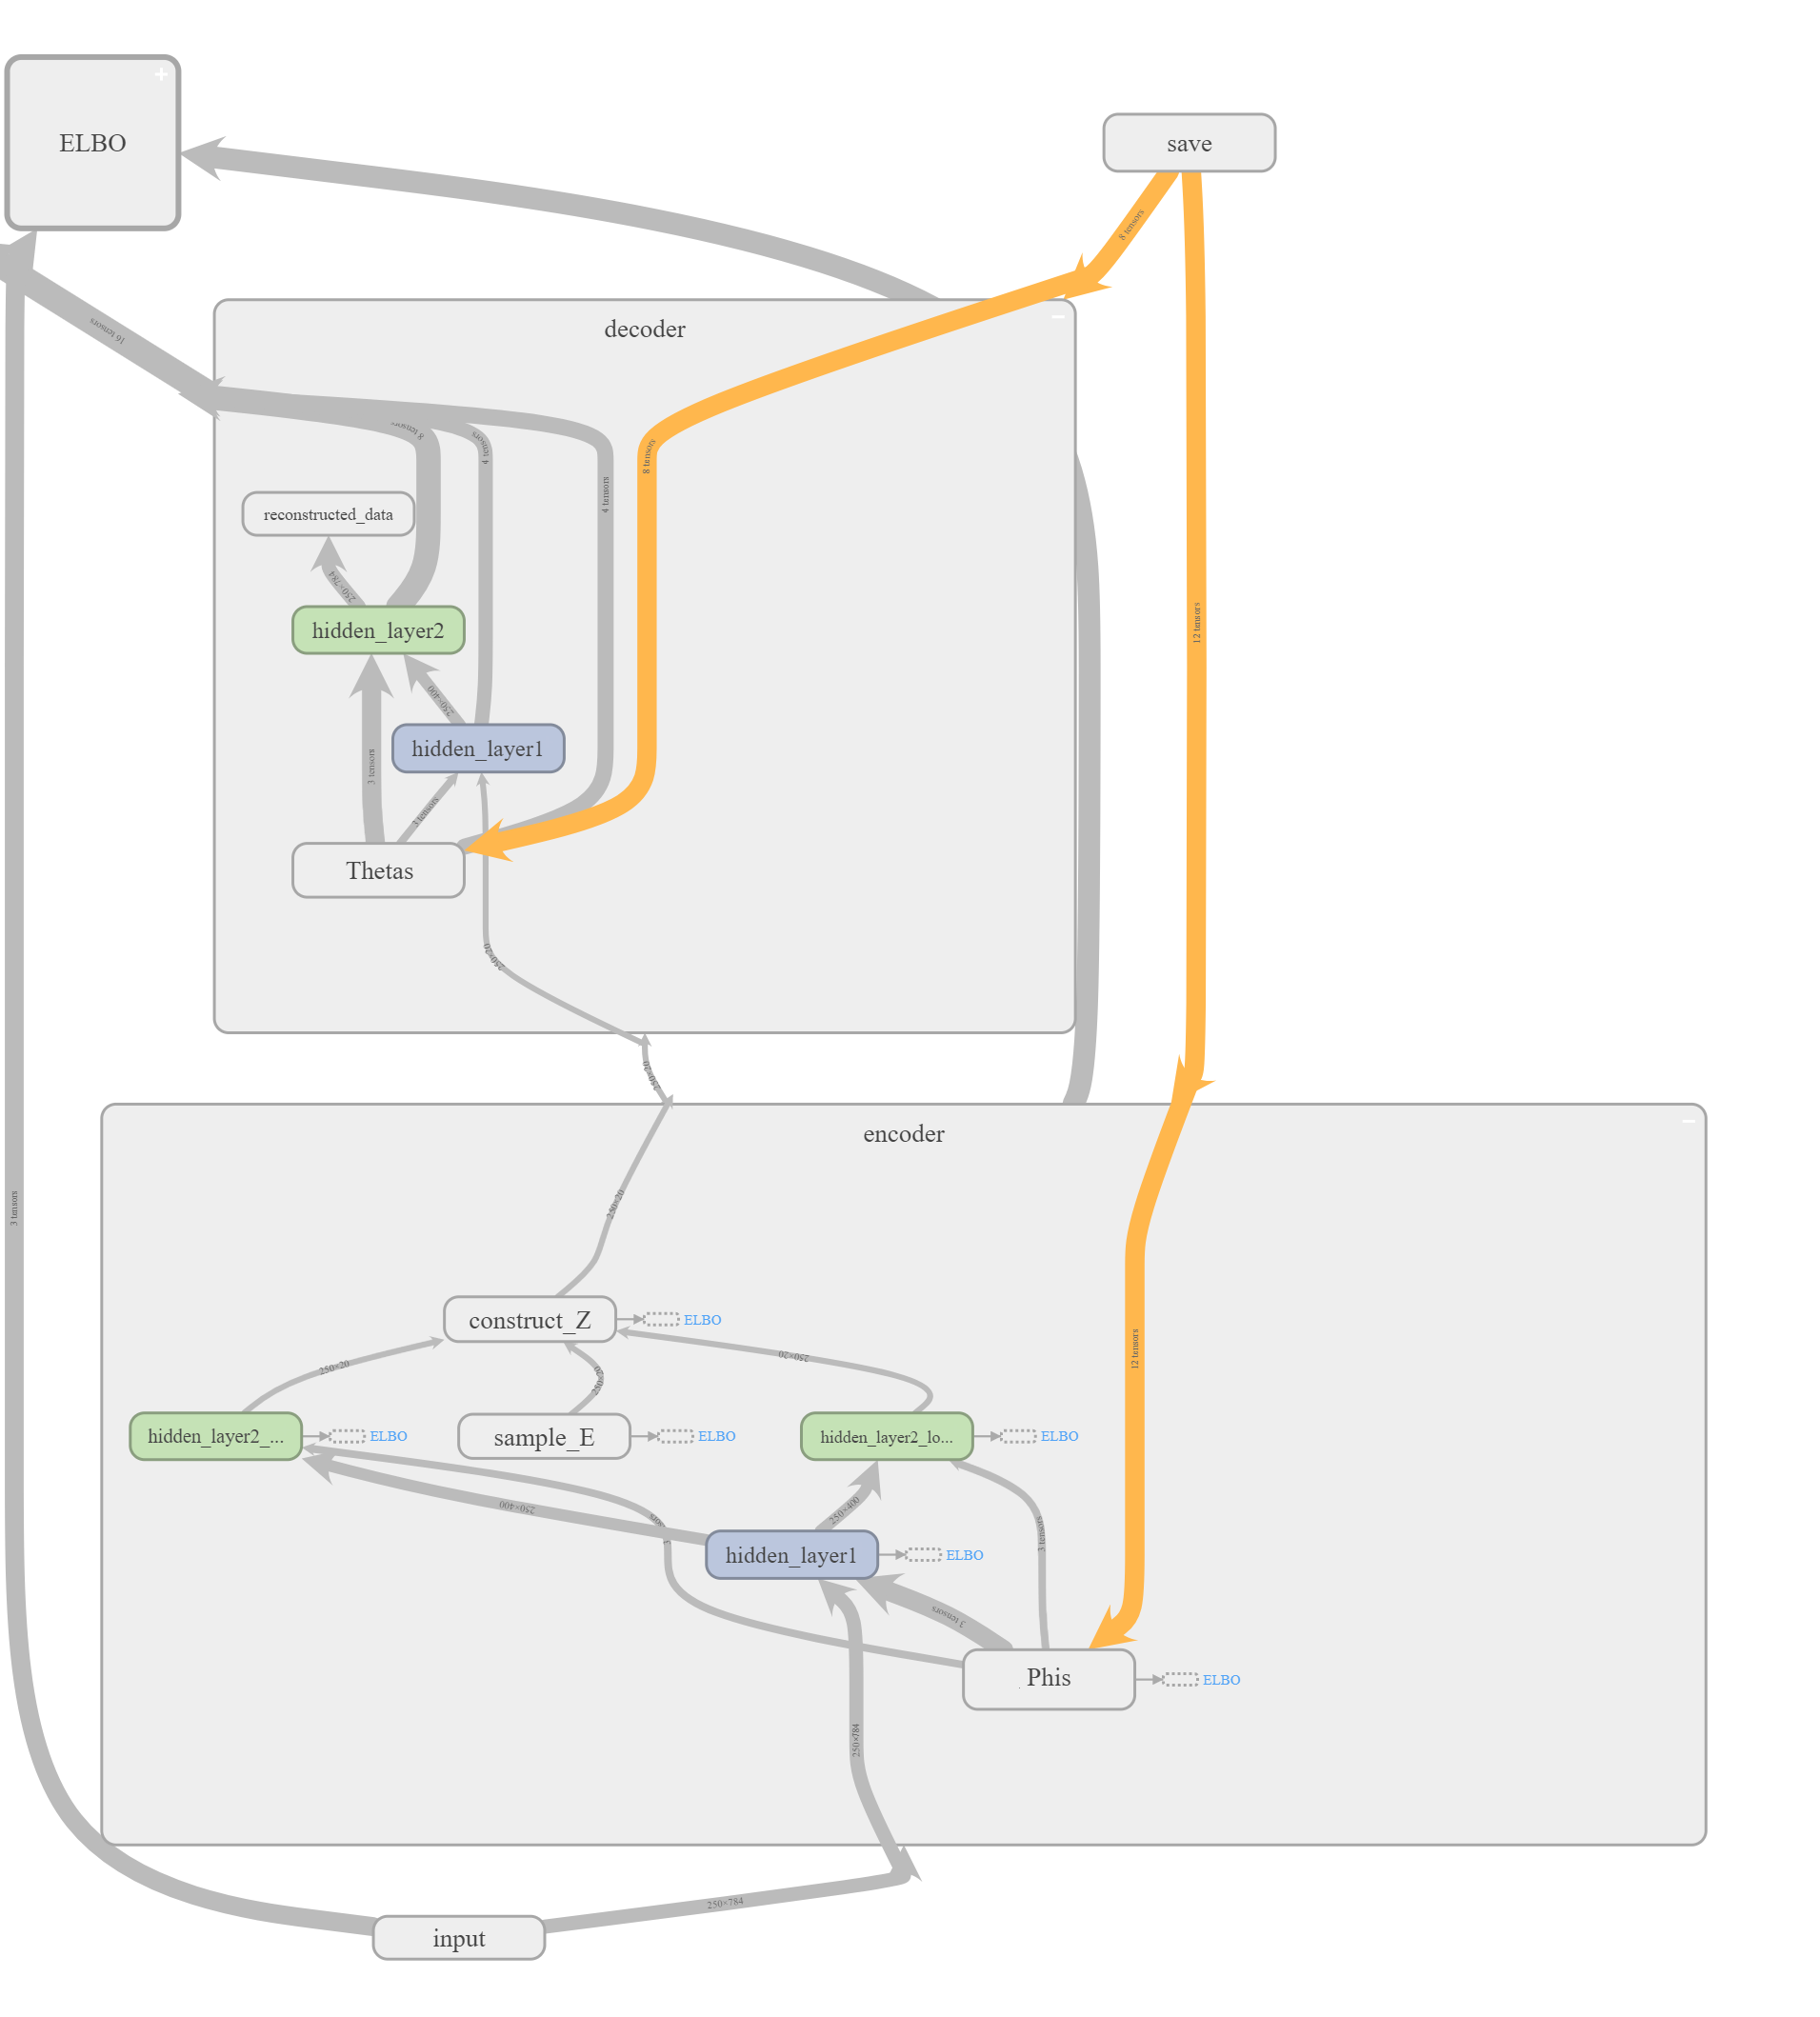 ELBO
save
8 tensors
decoder
16 tensors
8 tensors
4 tensors
8 tensors
4 tensors
reconstructed_data
250×784
hidden_layer2
12 tensors
250×400
hidden_layer1
3 tensors
3 tensors
Thetas
250×20
250×20
encoder
3 tensors
250×20
construct_Z
ELBO
12 tensors
250×20
250×20
250×20
hidden_layer2_...
ELBO
sample_E
ELBO
hidden_layer2_lo...
ELBO
250×400
250×400
3 tensors
hidden_layer1
ELBO
3 tensors
Phis
ELBO
250×784
250×784
input